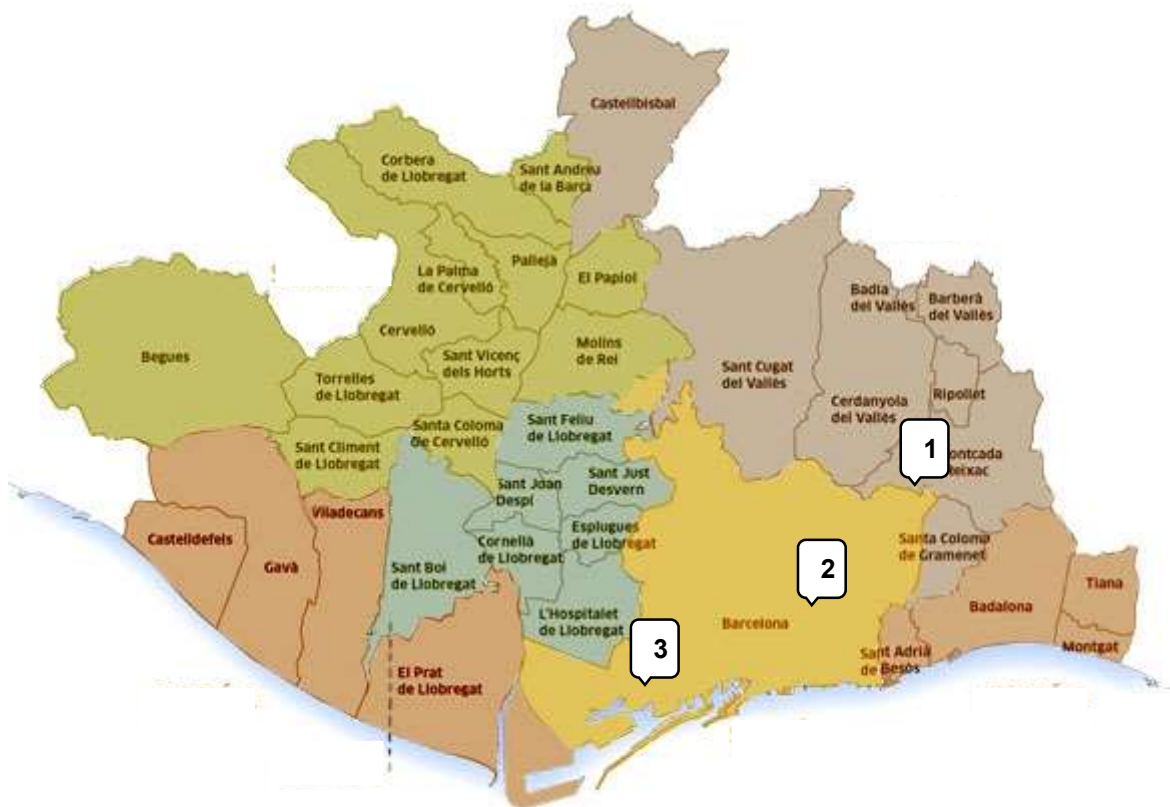 Castellbisbal
Corbera
de Llobregat
Sant Andreu
de la Barca
Pallejà
La Palma
de Cervelló
El Papiol
Badia
del Vallès
Barberà
del Vallès
Begues
Cervelló
Sant Vicenç
dels Horts
Molins
de Rei
Sant Cugat
del Vallès
Torrelles
de Llobregat
Cerdanyola
del Vallès
Ripollet
Sant Climent
de Llobregat
Santa Coloma
de Cervelló
Sant Feliu
de Llobregat
1
ontcada
eixac
Sant Joan
Despí
Sant Just
Desvern
Castelldefels
Gavà
Viladecans
Cornellà
de Llobregat
Esplugues
de Llobregat
Santa Coloma
de Gramenet
Sant Boi
de Llobregat
2
Tiana
L'Hospitalet
de Llobregat
Barcelona
Badalona
3
Sant Adrià
de Besòs
Montgat
El Prat
de Llobregat